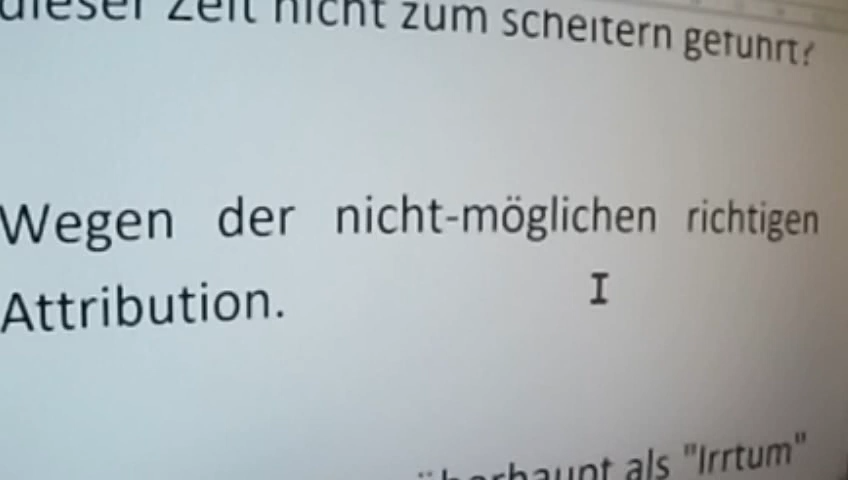 dieser Zeit nicht zum scheitern geführt?
Wegen der nicht-möglichen richtigen
Attribution.
überhaupt als "Irrtum"